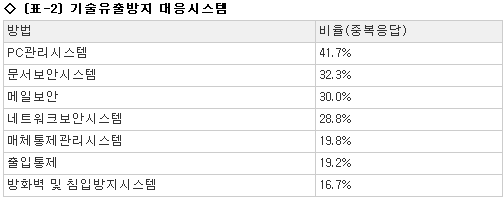 ◇ [표-2] 기술유출방지 대응시스템
방법 비율(중복응답)
PC관리시스템 41.7%
문서보안시스템 32.3%
메일보안 30.0%
네트워크보안시스템 28.8%
매체통제관리시스템 19.8%
출입통제 19.2%
방화벽 및 침입방지시스템 16.7%